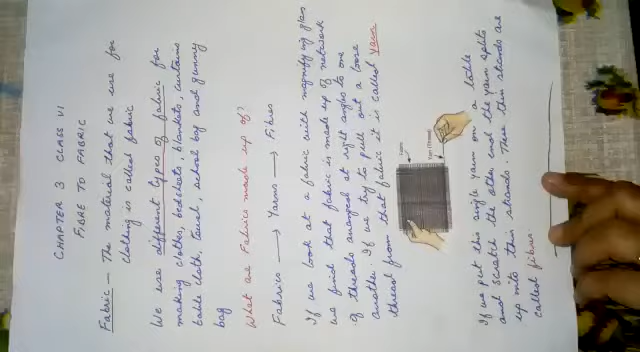 CHAPTER 3 CLASS VI
FIBRE TO FABRIC
Fabric – The material that we use for
clothing is called fabric
We use different types of fabric for
making cloths, bedsheets, blankets, curtains
table cloth, towel, school bag and gunny
bag
What are Fabrics made up of?
Fabrics → Yarns → Fibres
If we look at a fabric with magnifying glass
we find that fabric is made up of network
of threads arranged at right angles to one
another. If we try to pull out a loose
thread from that fabric it is called yarn
Fabric
Yarn (Thread)
If we put this single yarn on a table
and scratch the other end the yarn splits
up into thin strands. These thin strands are
called fibres.